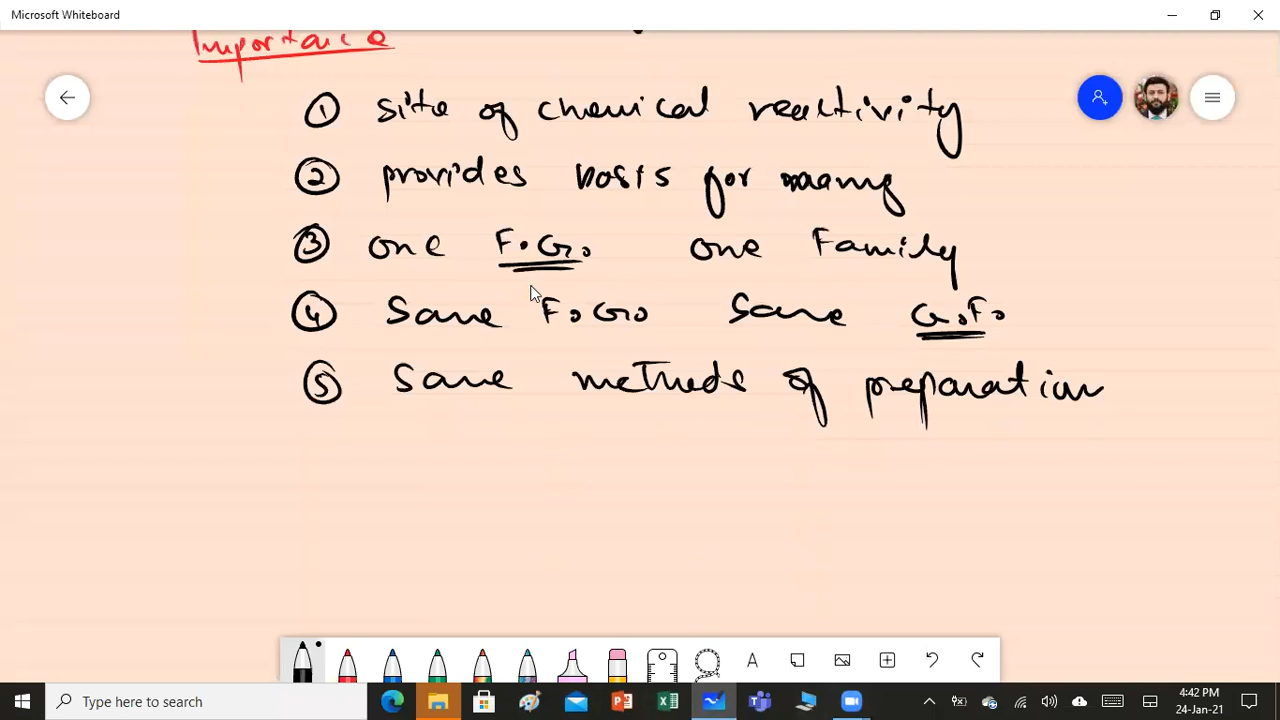 Microsoft Whiteboard
Importance
① site of chemical reactivity
② provides basis for naming
③ one F.G. one Family
④ Same F.G. Same G.F.
⑤ Same methods of preparation
Type here to search
4:42 PM
24-Jan-21